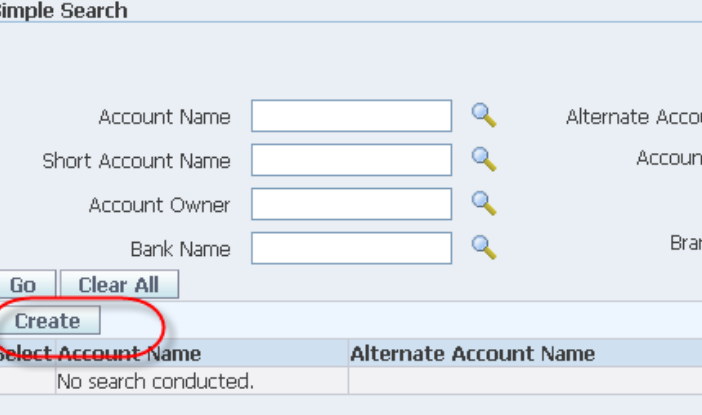 Simple Search
Account Name
Alternate Accou
Short Account Name
Accoun
Account Owner
Bank Name
Bran
Go Clear All
Create
Select Account Name Alternate Account Name
No search conducted.